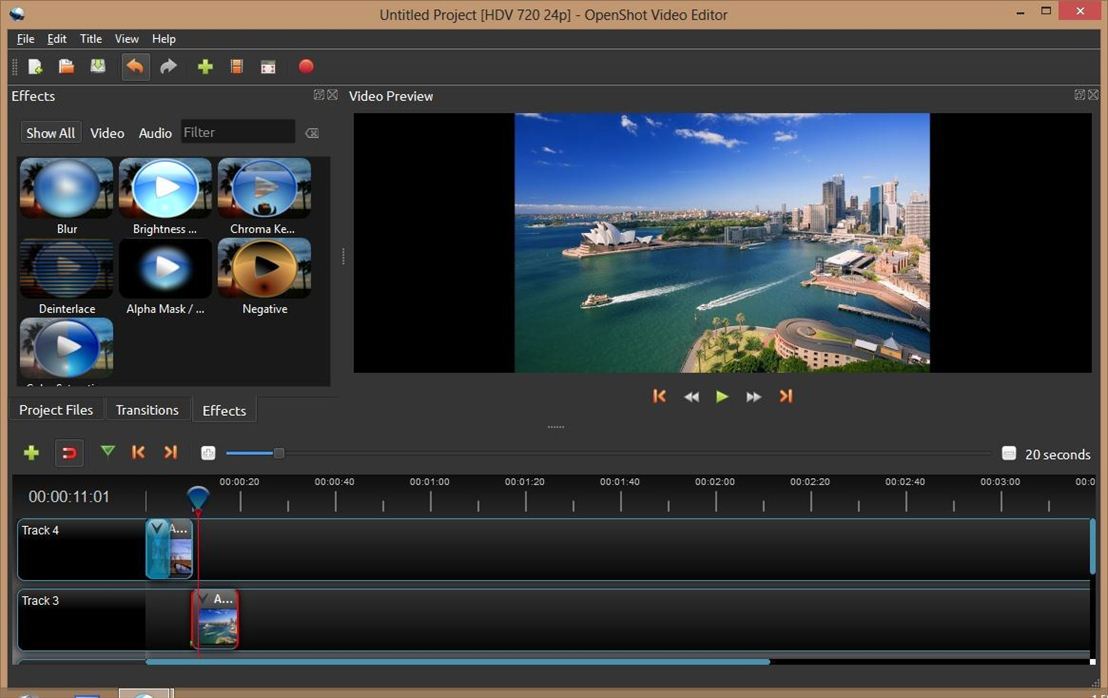 Untitled Project [HDV 720 24p] - OpenShot Video Editor
File Edit Title View Help
Effects
Video Preview
Show All Video Audio Filter
Blur Brightness ... Chroma Ke...
Deinterlace Alpha Mask / ... Negative
Project Files Transitions Effects
20 seconds
00:00:11:01
00:00:20 00:00:40 00:01:00 00:01:20 00:01:40 00:02:00 00:02:20 00:02:40 00:03:00 00:0
Track 4
A...
Track 3
A...